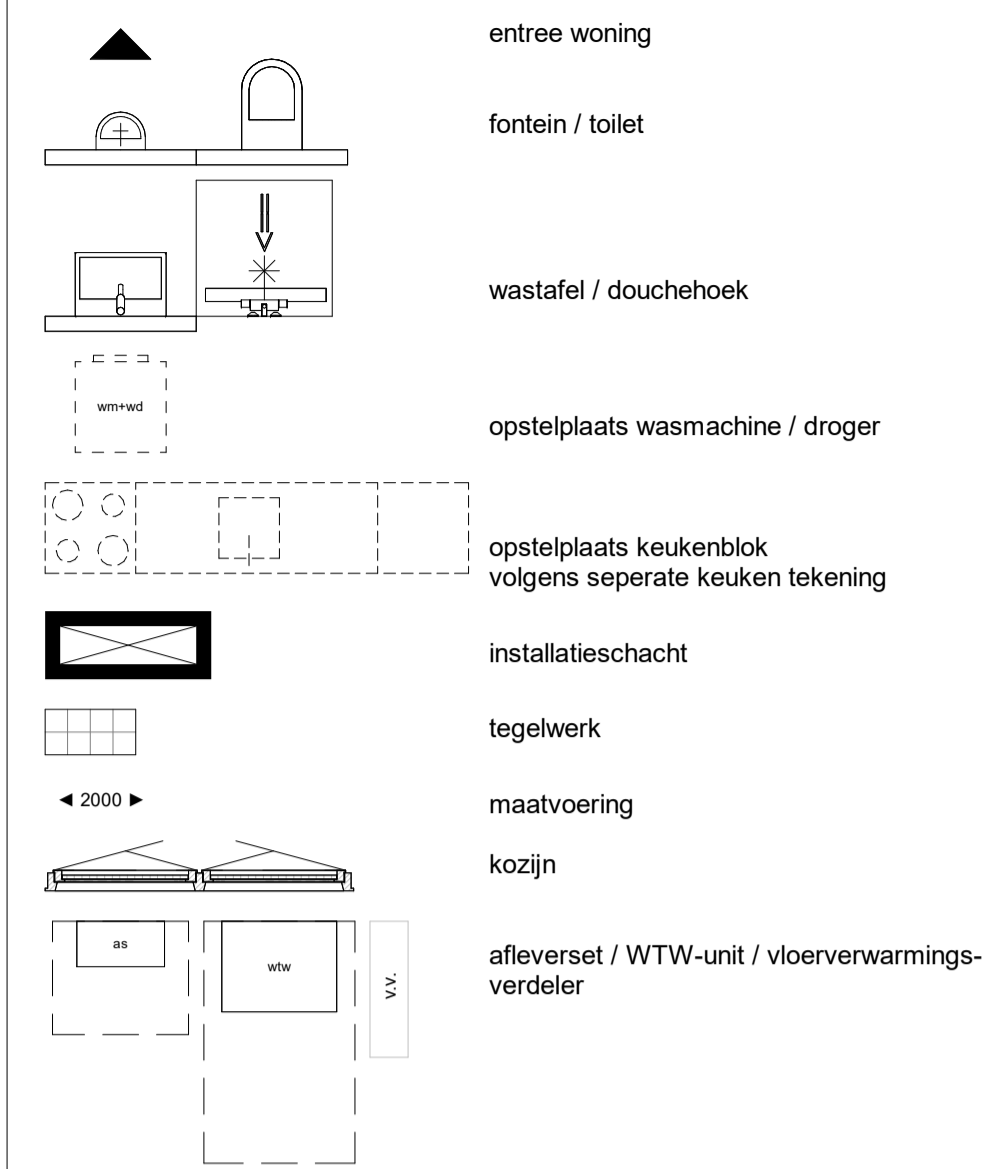 entree woning
fontein / toilet
wastafel / douchehoek
wm+wd
opstelplaats wasmachine / droger
opstelplaats keukenblok
volgens seperate keuken tekening
installatieschacht
tegelwerk
◄ 2000 ►
maatvoering
kozijn
as
wtw
v.v.
afleverset / WTW-unit / vloerverwarmings-
verdeler